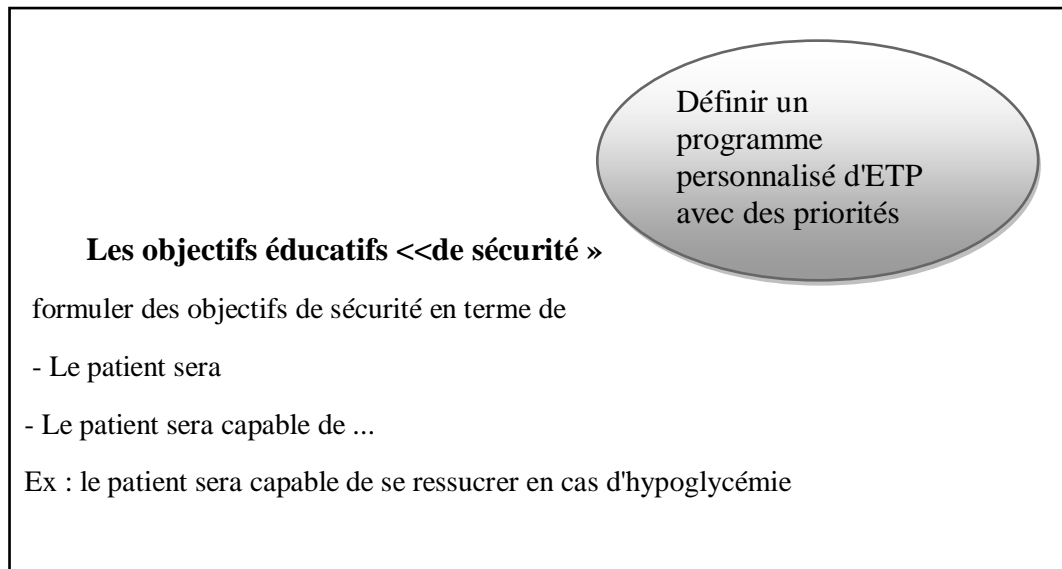 Définir un
programme
personnalisé d'ETP
avec des priorités
Les objectifs éducatifs <<de sécurité »
formuler des objectifs de sécurité en terme de
- Le patient sera
- Le patient sera capable de ...
Ex : le patient sera capable de se ressucrer en cas d'hypoglycémie